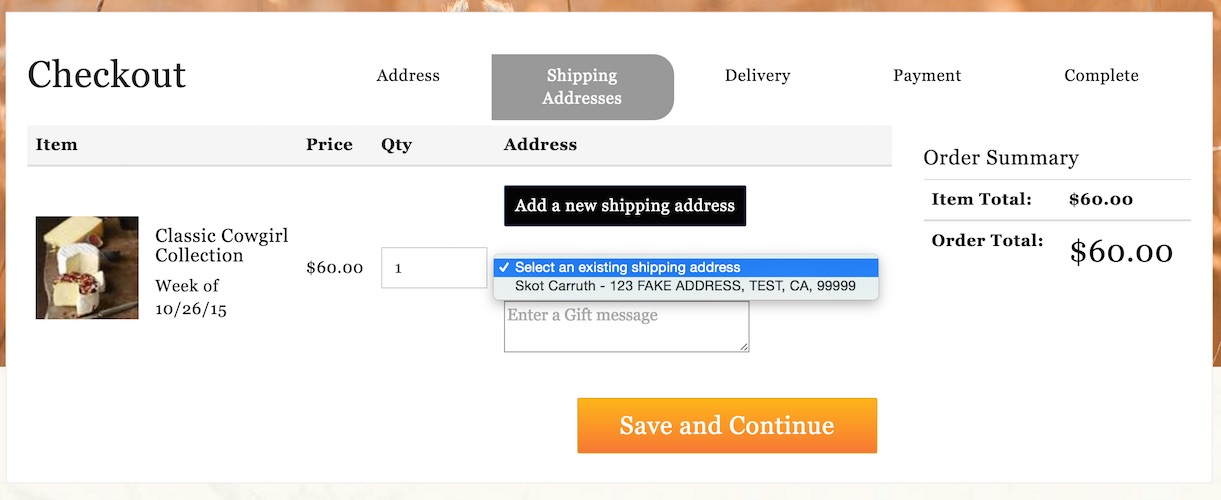 Checkout
Address
Shipping
Addresses
Delivery
Payment
Complete
Item
Price
Qty
Address
Add a new shipping address
Classic Cowgirl
Collection
Week of
10/26/15
$60.00
1
✓ Select an existing shipping address
Skot Carruth - 123 FAKE ADDRESS, TEST, CA, 99999
Enter a Gift message
Save and Continue
Order Summary
Item Total: $60.00
Order Total: $60.00